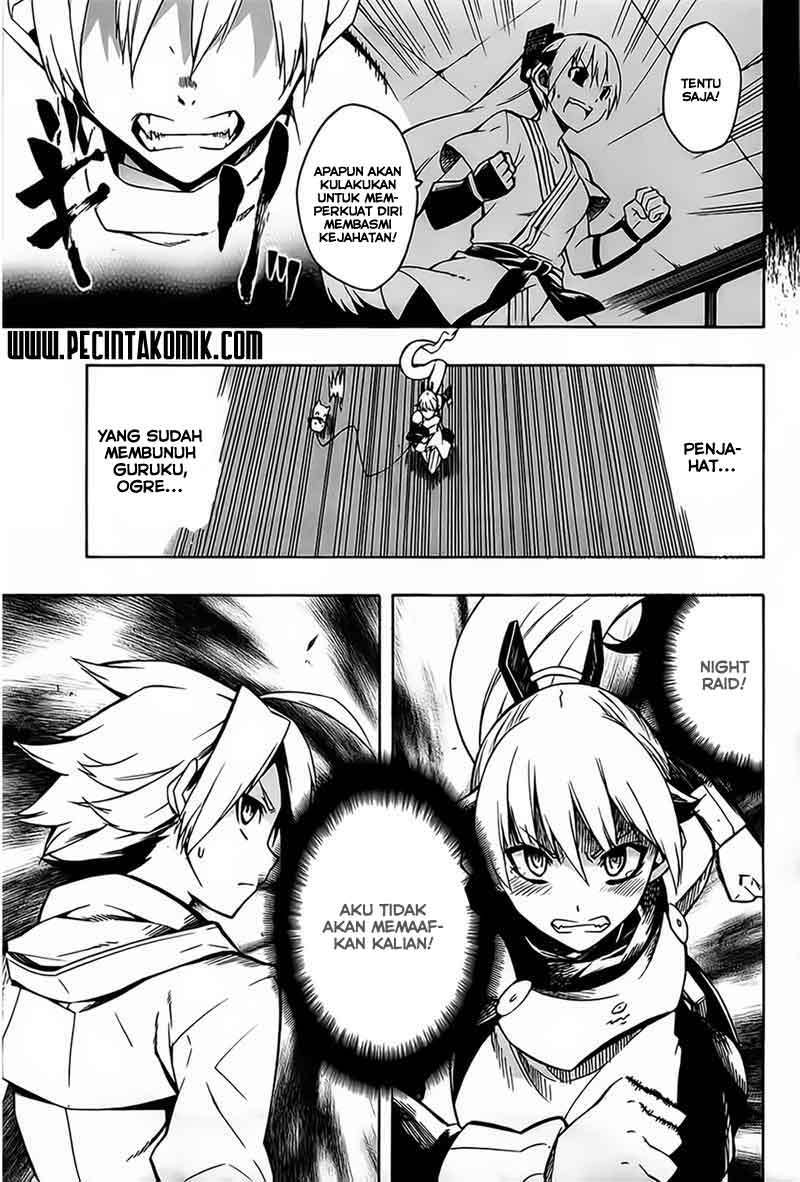 TENTU
SAJA!
APAPUN AKAN
KULAKUKAN
UNTUK MEM-
PERKUAT DIRI
MEMBASMI
KEJAHATAN!
WWW.PECINTAKOMIK.COM
PENJA-
HAT...
YANG SUDAH
MEMBUNUH
GURUKU,
OGRE...
NIGHT
RAID!
AKU TIDAK
AKAN MEMAAF-
KAN KALIAN!